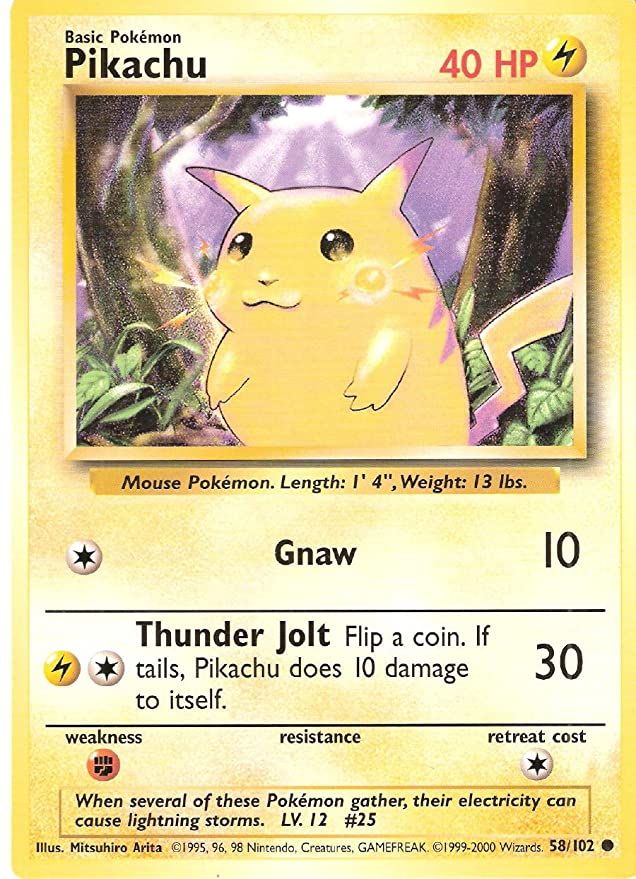 Basic Pokémon
Pikachu
40 HP
Mouse Pokémon. Length: 1' 4", Weight: 13 lbs.
Gnaw
10
Thunder Jolt Flip a coin. If
tails, Pikachu does 10 damage
to itself.
30
weakness
resistance
retreat cost
When several of these Pokémon gather, their electricity can
cause lightning storms. LV. 12 #25
Illus. Mitsuhiro Arita ©1995, 96, 98 Nintendo, Creatures, GAMEFREAK. ©1999-2000 Wizards. 58/102